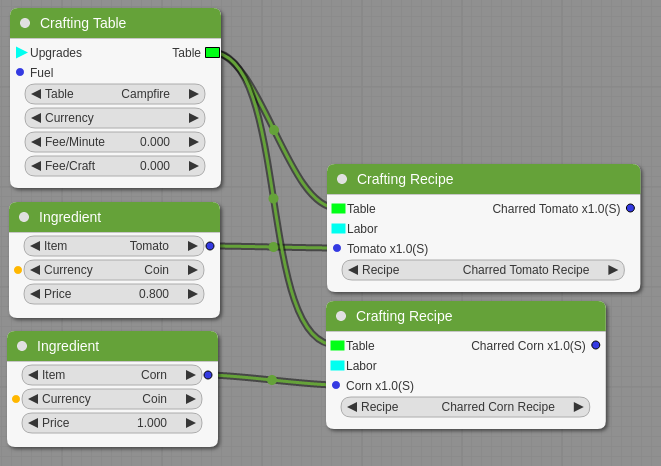 Crafting Table
Upgrades Table
Fuel
Table Campfire
Currency
Fee/Minute 0.000
Fee/Craft 0.000
Ingredient
Item Tomato
Currency Coin
Price 0.800
Ingredient
Item Corn
Currency Coin
Price 1.000
Crafting Recipe
Table Charred Tomato x1.0(S)
Labor
Tomato x1.0(S)
Recipe Charred Tomato Recipe
Crafting Recipe
Table Charred Corn x1.0(S)
Labor
Corn x1.0(S)
Recipe Charred Corn Recipe